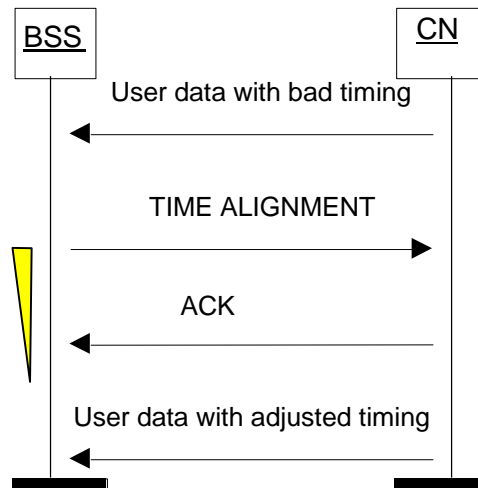 BSS
CN
User data with bad timing
TIME ALIGNMENT
ACK
User data with adjusted timing